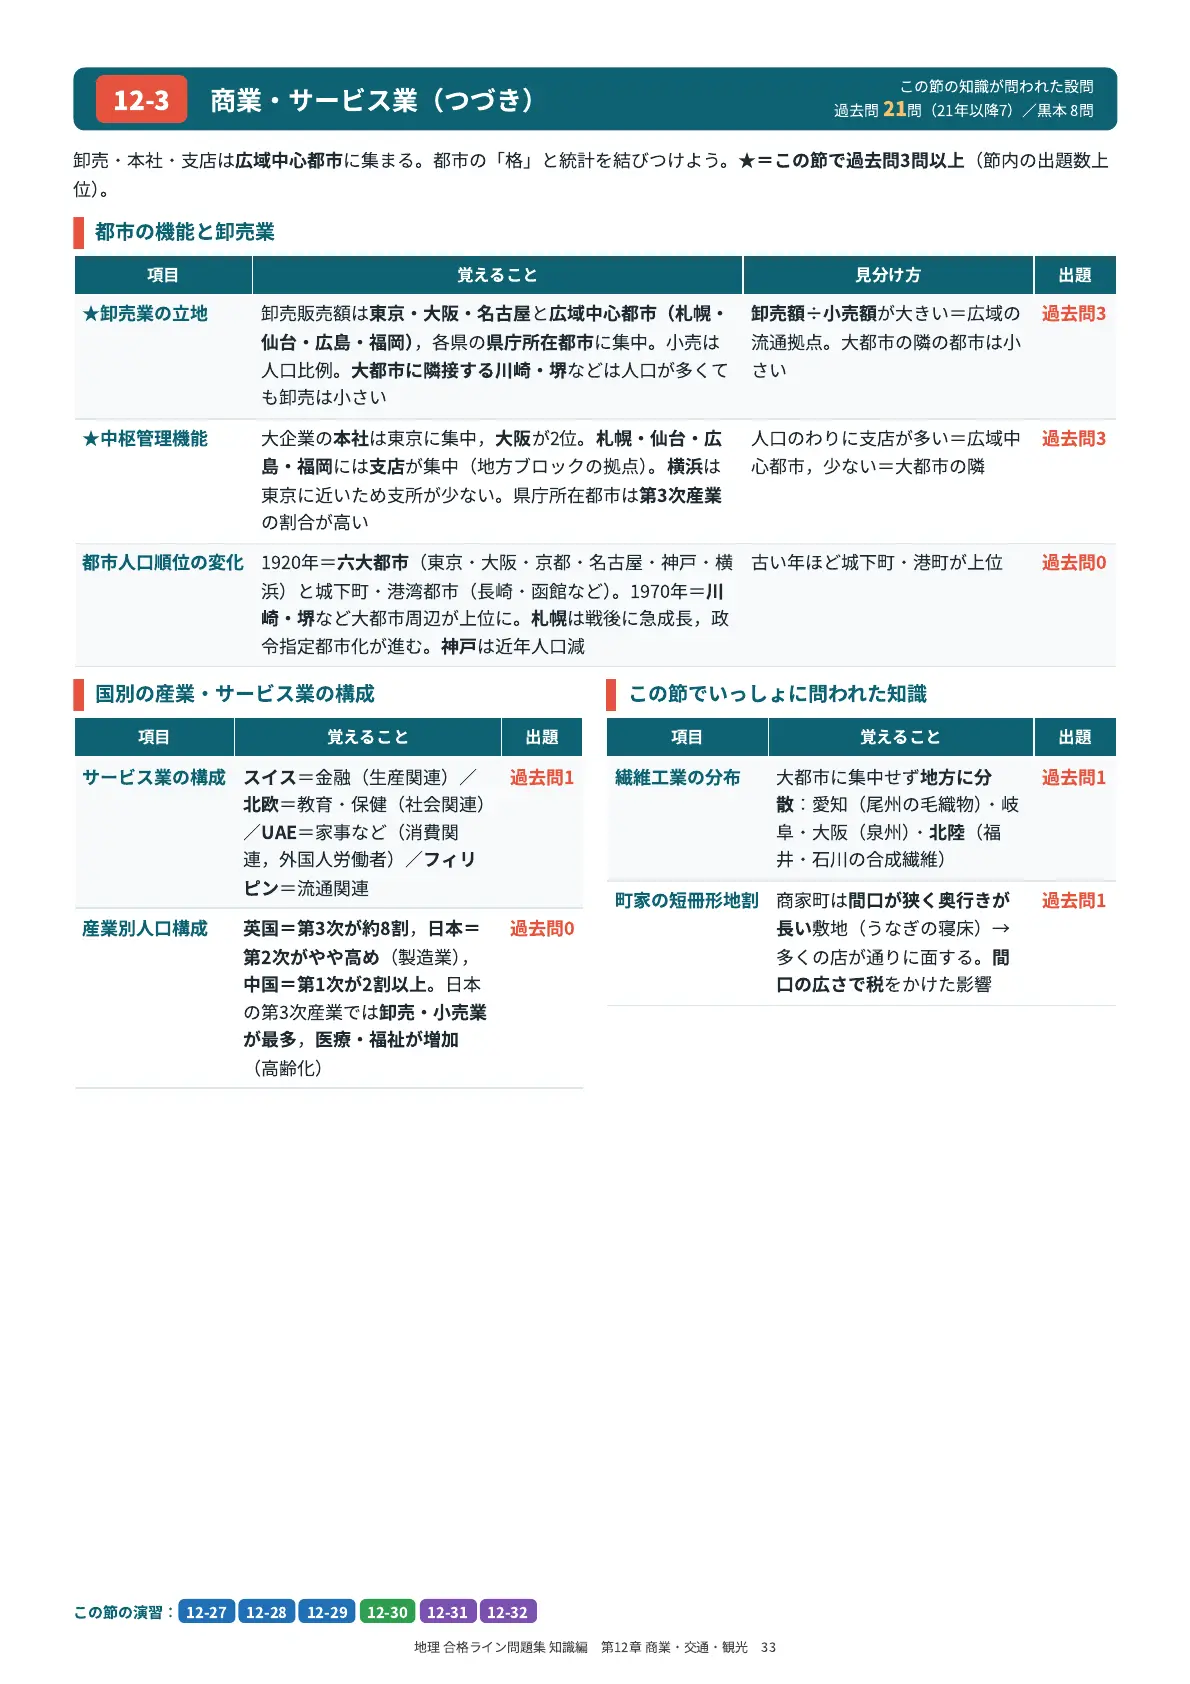 12-3 商業・サービス業（つづき）
この節の知識が問われた設問
過去問 21問（21年以降7）／黒本 8問
卸売・本社・支店は広域中心都市に集まる。都市の「格」と統計を結びつけよう。★＝この節で過去問3問以上（節内の出題数上
位）。
都市の機能と卸売業
項目 覚えること 見分け方 出題
★卸売業の立地
卸売販売額は東京・大阪・名古屋と広域中心都市（札幌・
仙台・広島・福岡），各県の県庁所在都市に集中。小売は
人口比例。大都市に隣接する川崎・堺などは人口が多くて
も卸売は小さい
卸売額÷小売額が大きい＝広域の
流通拠点。大都市の隣の都市は小
さい
過去問3
★中枢管理機能
大企業の本社は東京に集中，大阪が2位。札幌・仙台・広
島・福岡には支店が集中（地方ブロックの拠点）。横浜は
東京に近いため支所が少ない。県庁所在都市は第3次産業
の割合が高い
人口のわりに支店が多い＝広域中
心都市，少ない＝大都市の隣
過去問3
都市人口順位の変化
1920年＝六大都市（東京・大阪・京都・名古屋・神戸・横
浜）と城下町・港湾都市（長崎・函館など）。1970年＝川
崎・堺など大都市周辺が上位に。札幌は戦後に急成長，政
令指定都市化が進む。神戸は近年人口減
古い年ほど城下町・港町が上位
過去問0
国別の産業・サービス業の構成
項目 覚えること 出題
サービス業の構成
スイス＝金融（生産関連）／
北欧＝教育・保健（社会関連）
／UAE＝家事など（消費関
連，外国人労働者）／フィリ
ピン＝流通関連
過去問1
産業別人口構成
英国＝第3次が約8割，日本＝
第2次がやや高め（製造業），
中国＝第1次が2割以上。日本
の第3次産業では卸売・小売業
が最多，医療・福祉が増加
（高齢化）
過去問0
この節でいっしょに問われた知識
項目 覚えること 出題
繊維工業の分布
大都市に集中せず地方に分
散：愛知（尾州の毛織物）・岐
阜・大阪（泉州）・北陸（福
井・石川の合成繊維）
過去問1
町家の短冊形地割
商家町は間口が狭く奥行きが
長い敷地（うなぎの寝床）→
多くの店が通りに面する。間
口の広さで税をかけた影響
過去問1
この節の演習： 12-27 12-28 12-29 12-30 12-31 12-32
地理 合格ライン問題集 知識編 第12章 商業・交通・観光 33